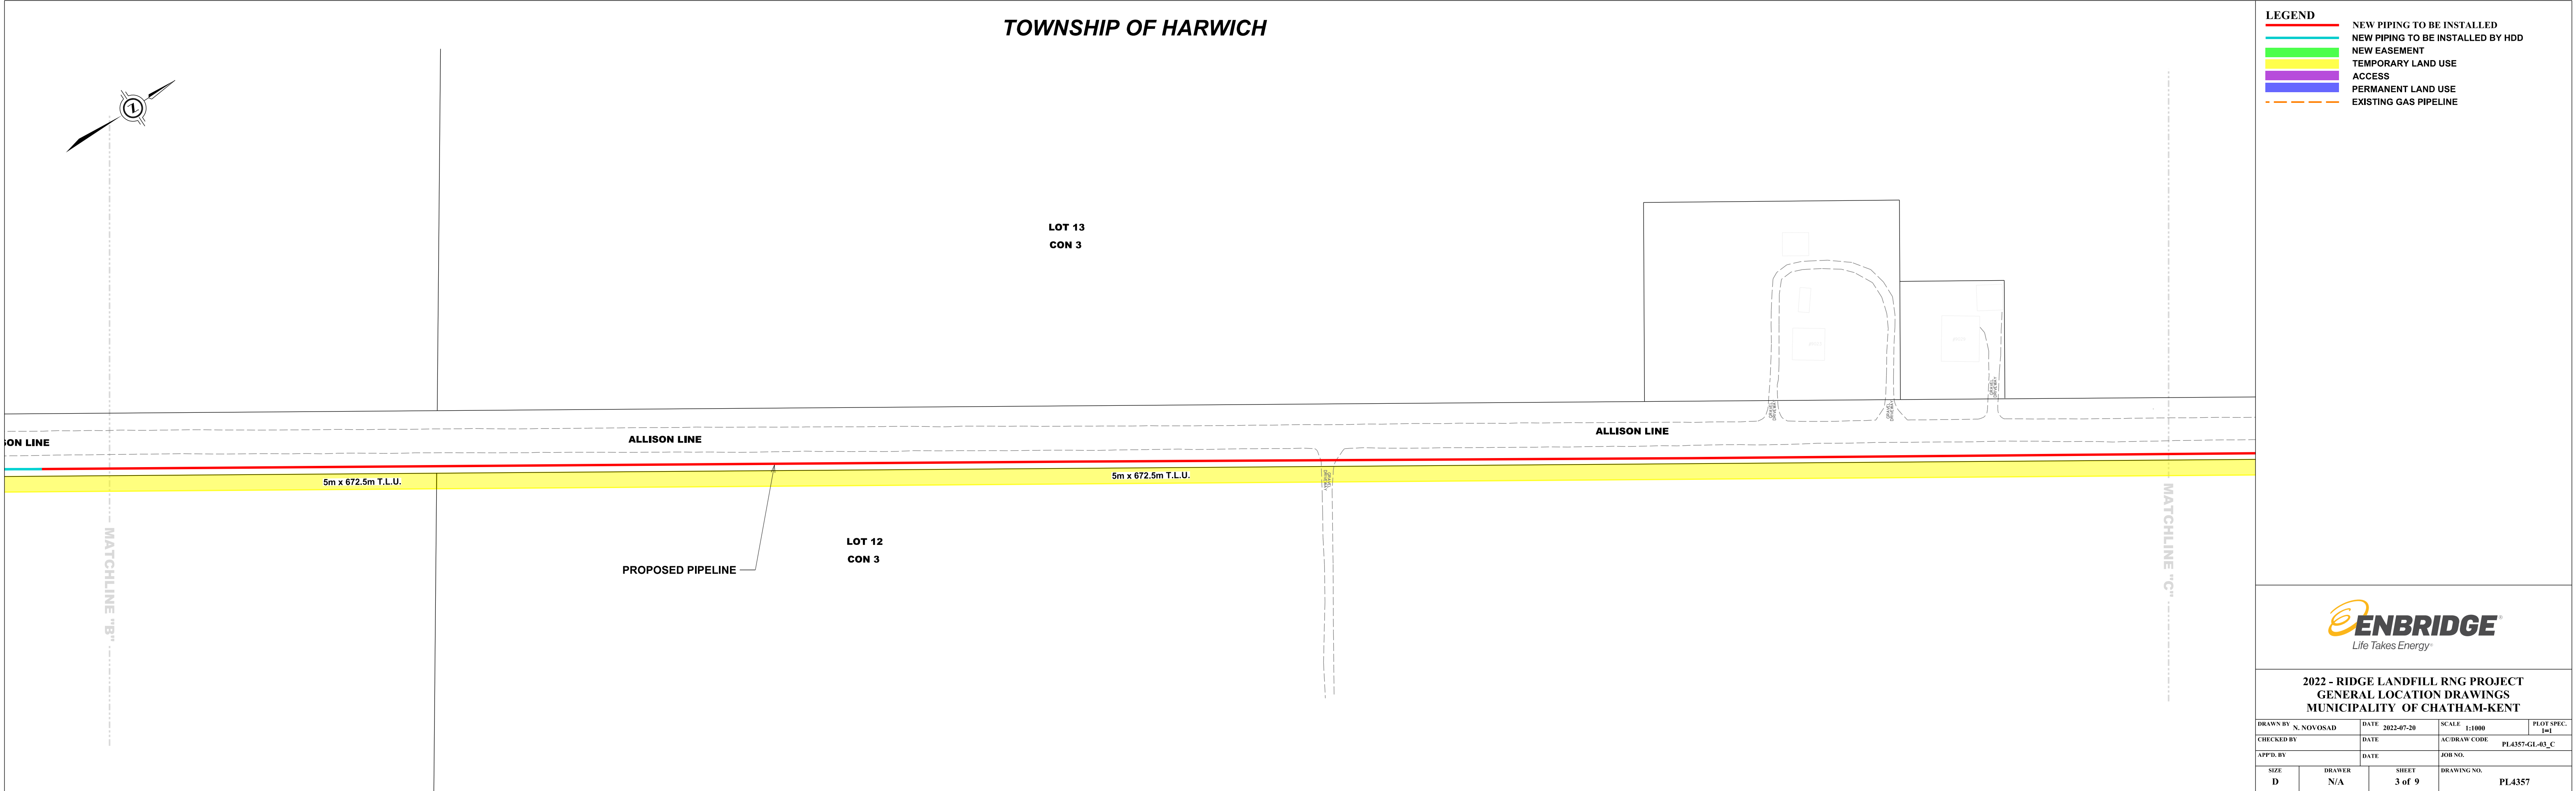 TOWNSHIP OF HARWICH
LOT 13
CON 3
SON LINE
ALLISON LINE
ALLISON LINE
5m x 672.5m T.L.U.
5m x 672.5m T.L.U.
LOT 12
CON 3
PROPOSED PIPELINE
MATCHLINE "B"
MATCHLINE "C"
LEGEND
NEW PIPING TO BE INSTALLED
NEW PIPING TO BE INSTALLED BY HDD
NEW EASEMENT
TEMPORARY LAND USE
ACCESS
PERMANENT LAND USE
EXISTING GAS PIPELINE
ENBRIDGE®
Life Takes Energy®
2022 - RIDGE LANDFILL RNG PROJECT
GENERAL LOCATION DRAWINGS
MUNICIPALITY OF CHATHAM-KENT
DRAWN BY N. NOVOSAD DATE 2022-07-20 SCALE 1:1000 PLOT SPEC. 1=1
CHECKED BY DATE AC/DRAW CODE PL4357-GL-03_C
APP'D. BY DATE JOB NO.
SIZE DRAWER SHEET DRAWING NO.
D N/A 3 of 9 PL4357